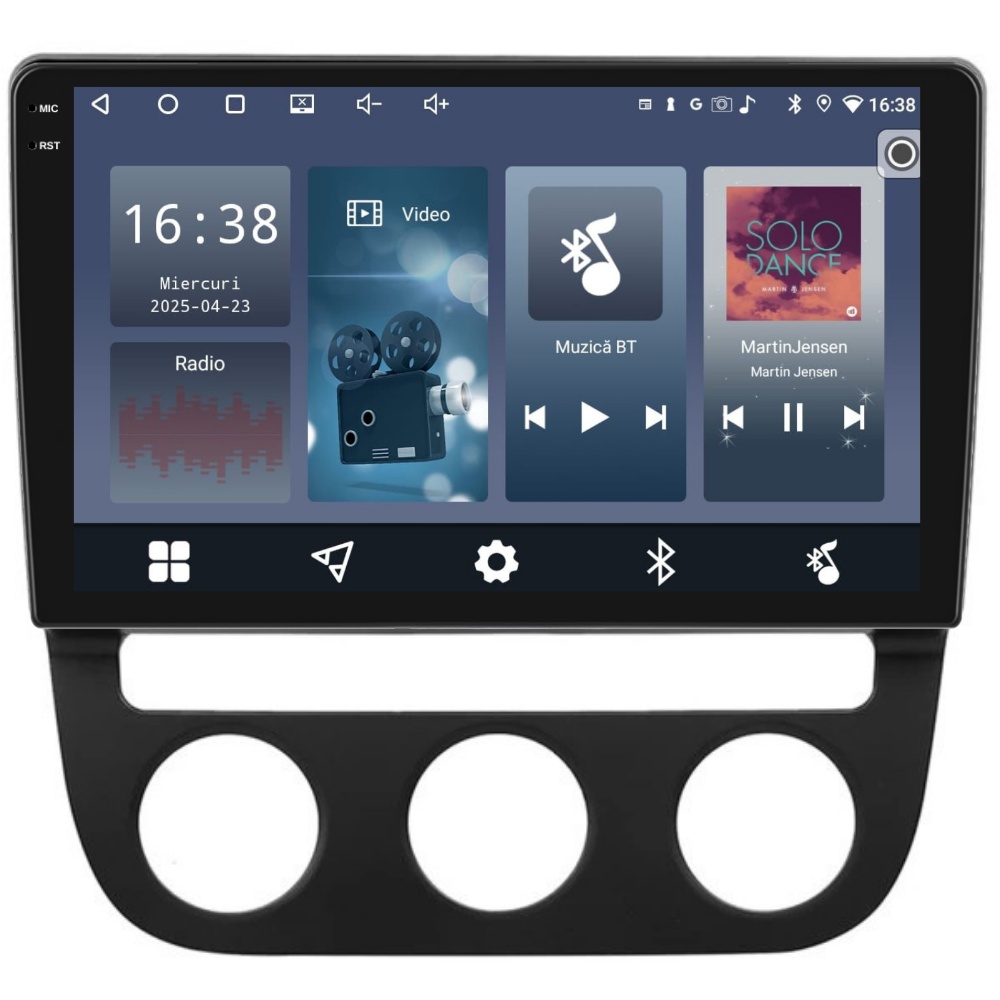 MIC
RST
G
16:38
16:38
Miercuri
2025-04-23
Radio
Video
Muzică BT
SOLO
DANCE
MARTIN JENSEN
MartinJensen
Martin Jensen